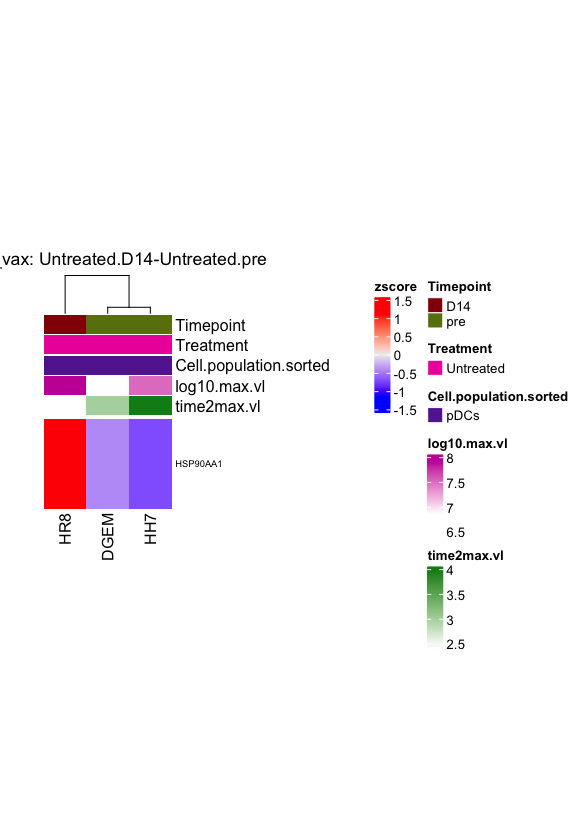 _vax: Untreated.D14-Untreated.pre
Timepoint
Treatment
Cell.population.sorted
log10.max.vl
time2max.vl
HSP90AA1
HR8
DGEM
HH7
zscore
1.5
1
0.5
0
-0.5
-1
-1.5
Timepoint
D14
pre
Treatment
Untreated
Cell.population.sorted
pDCs
log10.max.vl
8
7.5
7
6.5
time2max.vl
4
3.5
3
2.5